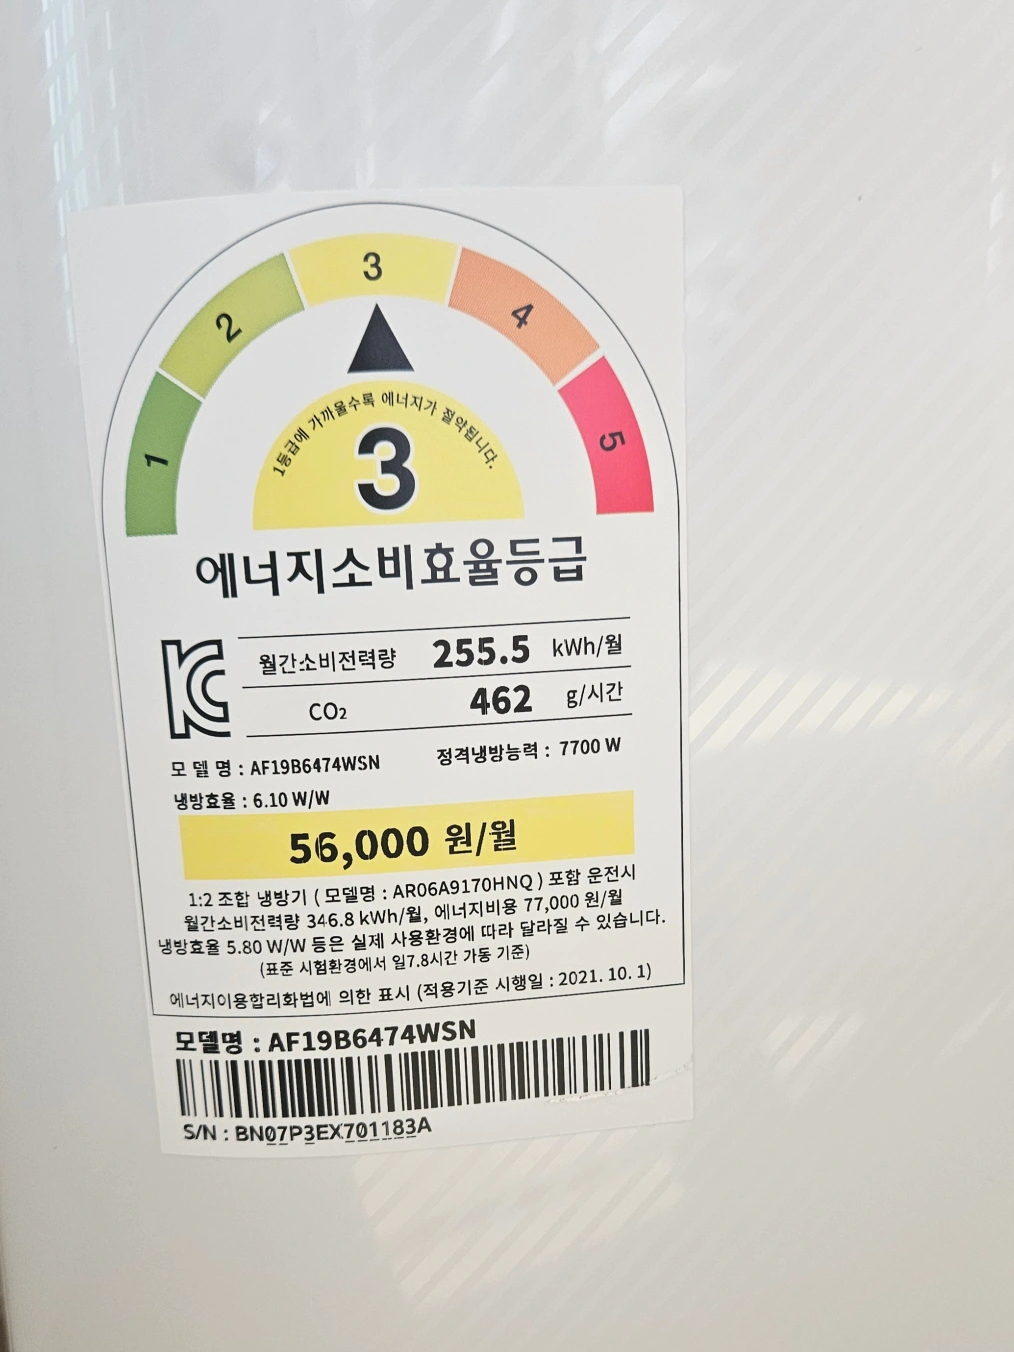 1
2
3
4
5
1등급에 가까울수록 에너지가 절약됩니다.
3
에너지소비효율등급
월간소비전력량 255.5 kWh/월
CO₂ 462 g/시간
모 델 명 : AF19B6474WSN 정격냉방능력 : 7700 W
냉방효율 : 6.10 W/W
56,000 원/월
1:2 조합 냉방기 ( 모델명 : AR06A9170HNQ ) 포함 운전시
월간소비전력량 346.8 kWh/월, 에너지비용 77,000 원/월
냉방효율 5.80 W/W 등은 실제 사용환경에 따라 달라질 수 있습니다.
(표준 시험환경에서 일7.8시간 가동 기준)
에너지이용합리화법에 의한 표시 (적용기준 시행일 : 2021. 10. 1)
모델명 : AF19B6474WSN
S/N : BN07P3EX701183A